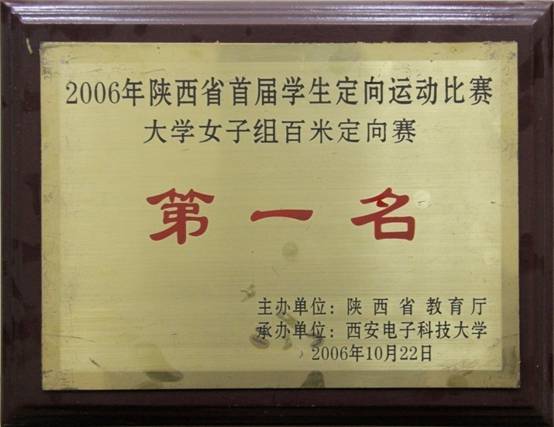 2006年陕西省首届学生定向运动比赛
大学女子组百米定向赛
第一名
主办单位：陕西省教育厅
承办单位：西安电子科技大学
2006年10月22日